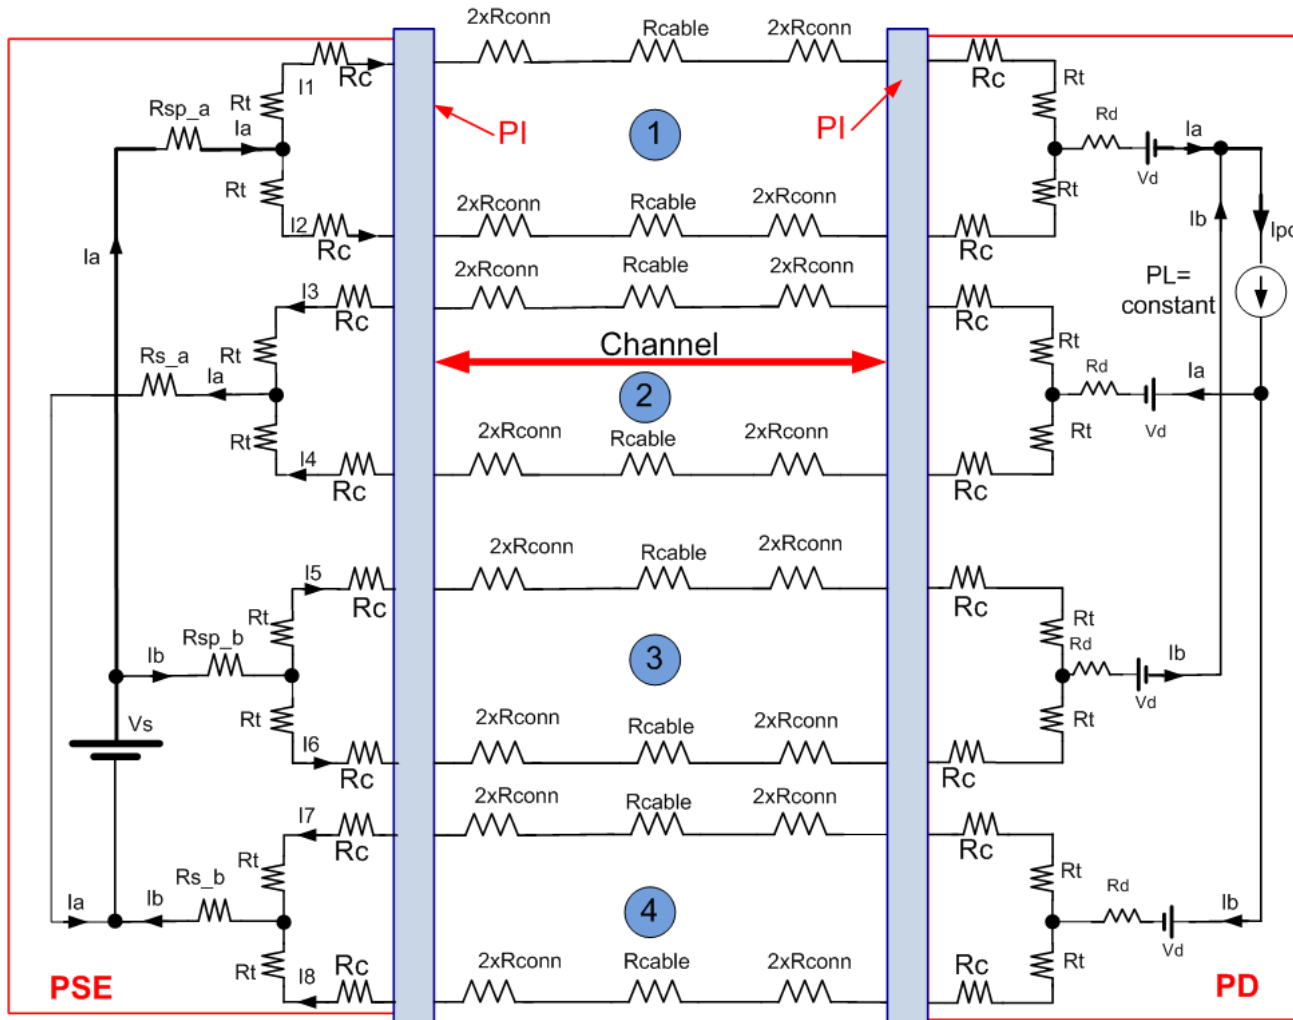 2xRconn
Rcable
2xRconn
Rc
I1
Rc
Rt
Rt
Rsp_a
Ia
PI
1
PI
Rd
Ia
Vd
Rt
2xRconn
Rcable
2xRconn
Rt
Ib
I2
Rc
Rc
Ia
2xRconn
Rcable
2xRconn
PL=
constant
I3
Rc
Rc
Rt
Channel
Rs_a
Rt
Ia
2
Rd
Ia
Vd
Rt
2xRconn
Rcable
2xRconn
Rt
I4
Rc
Rc
2xRconn
Rcable
2xRconn
I5
Rc
Rc
Rt
Rt
Rsp_b
Ib
3
Rd
Ib
Vd
Vs
Rt
2xRconn
Rcable
2xRconn
Rt
I6
Rc
Rc
2xRconn
Rcable
2xRconn
I7
Rc
Rc
Rt
Rt
Rs_b
Ia
Ib
4
Rd
Ib
Vd
Rt
Rc
2xRconn
Rcable
2xRconn
Rc
Rt
I8
PSE
PD